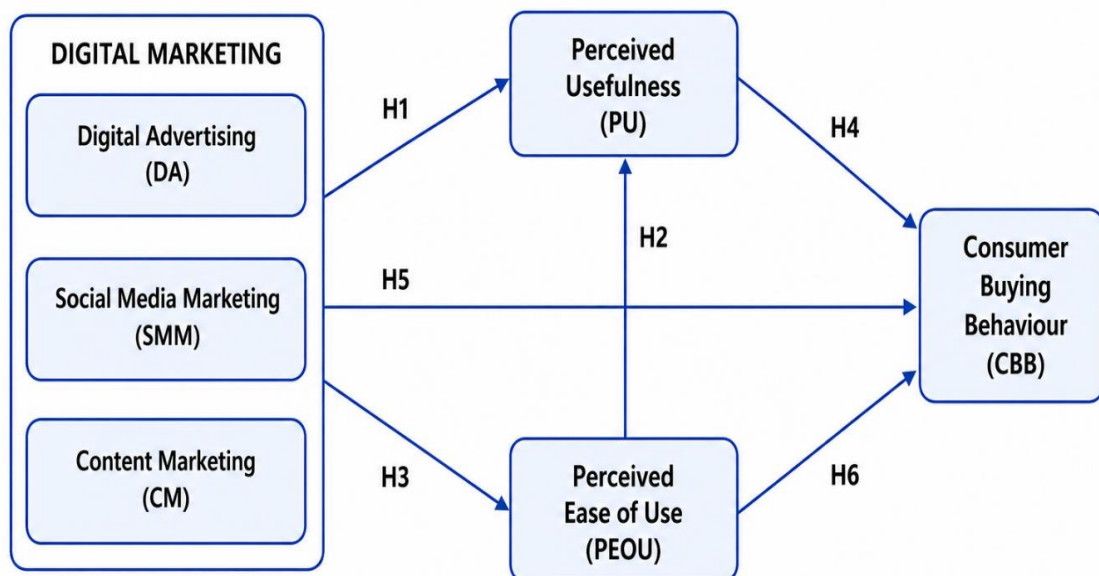 DIGITAL MARKETING
Digital Advertising
(DA)
Social Media Marketing
(SMM)
Content Marketing
(CM)
H1
H5
H3
Perceived
Usefulness
(PU)
H2
Perceived
Ease of Use
(PEOU)
H4
H6
Consumer
Buying
Behaviour
(CBB)